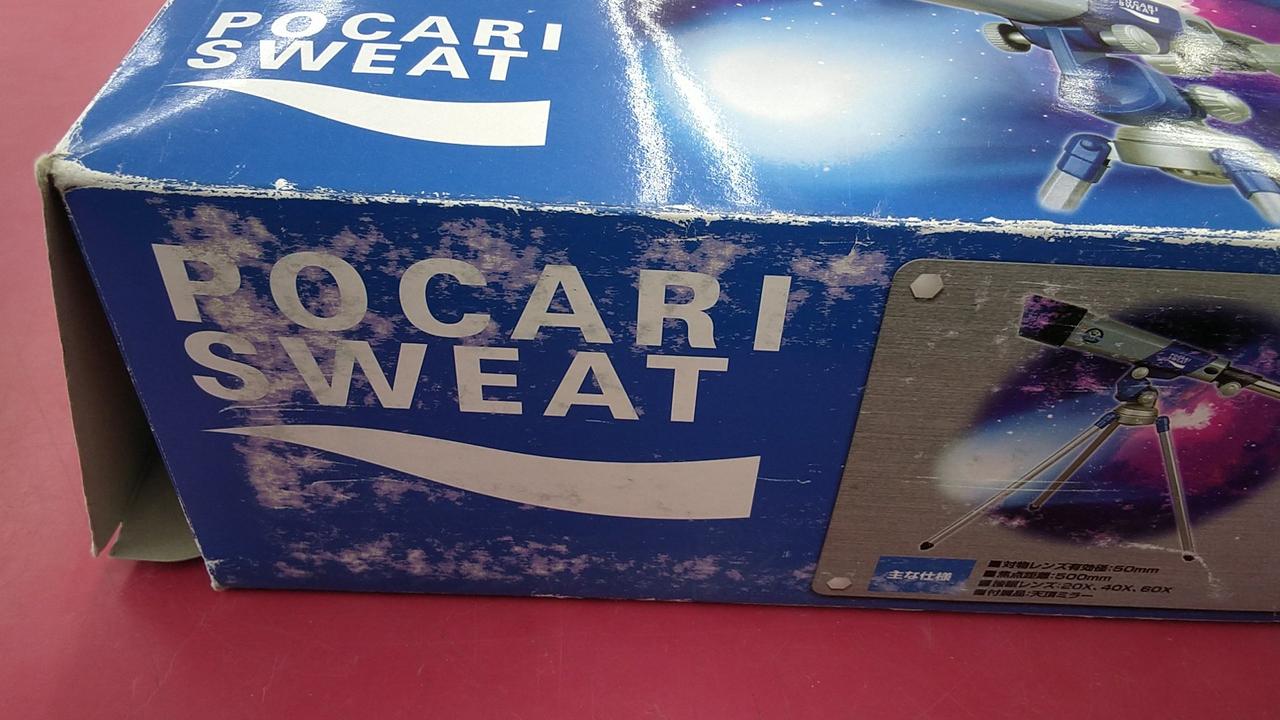 POCARI
SWEAT
POCARI
SWEAT
主な仕様
■対物レンズ有効径:50mm
■焦点距離:500mm
■接眼レンズ:20X、40X、60X
■付属品:天頂ミラー